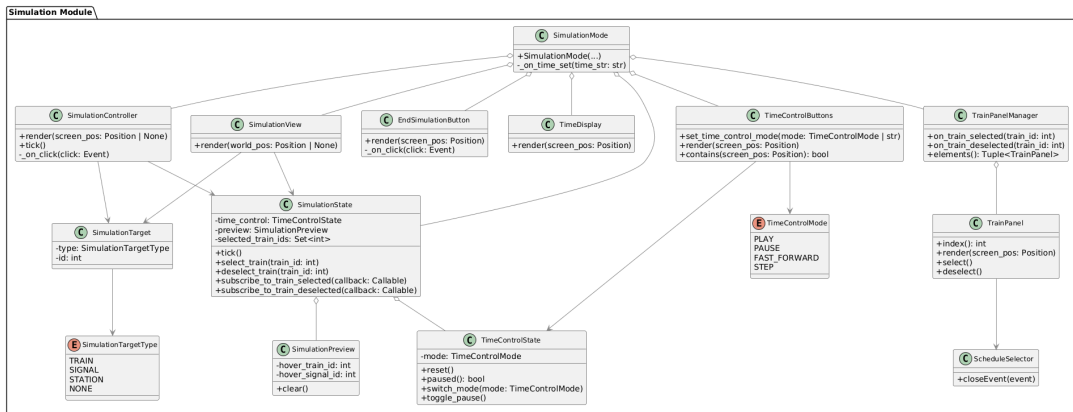 Simulation Module
C SimulationMode
+SimulationMode(...)
-_on_time_set(time_str: str)
C SimulationController
+render(screen_pos: Position | None)
+tick()
-_on_click(click: Event)
C SimulationView
+render(world_pos: Position | None)
C EndSimulationButton
+render(screen_pos: Position)
-_on_click(click: Event)
C TimeDisplay
+render(screen_pos: Position)
C TimeControlButtons
+set_time_control_mode(mode: TimeControlMode | str)
+render(screen_pos: Position)
+contains(screen_pos: Position): bool
C TrainPanelManager
+on_train_selected(train_id: int)
+on_train_deselected(train_id: int)
+elements(): Tuple<TrainPanel>
C SimulationTarget
-type: SimulationTargetType
-id: int
C SimulationState
-time_control: TimeControlState
-preview: SimulationPreview
-selected_train_ids: Set<int>
+tick()
+select_train(train_id: int)
+deselect_train(train_id: int)
+subscribe_to_train_selected(callback: Callable)
+subscribe_to_train_deselected(callback: Callable)
E TimeControlMode
PLAY
PAUSE
FAST_FORWARD
STEP
C TrainPanel
+index(): int
+render(screen_pos: Position)
+select()
+deselect()
E SimulationTargetType
TRAIN
SIGNAL
STATION
NONE
C SimulationPreview
-hover_train_id: int
-hover_signal_id: int
+clear()
C TimeControlState
-mode: TimeControlMode
+reset()
+paused(): bool
+switch_mode(mode: TimeControlMode)
+toggle_pause()
C ScheduleSelector
+closeEvent(event)